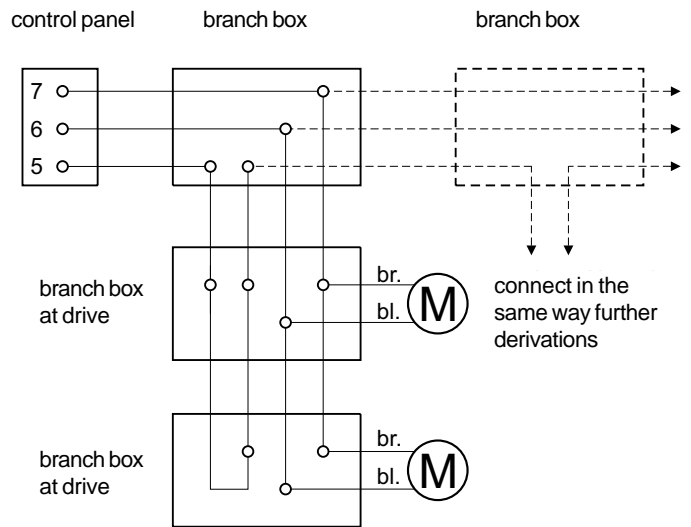 control panel
branch box
branch box
7
6
5
branch box
at drive
br.
bl.
M
connect in the
same way further
derivations
branch box
at drive
br.
bl.
M